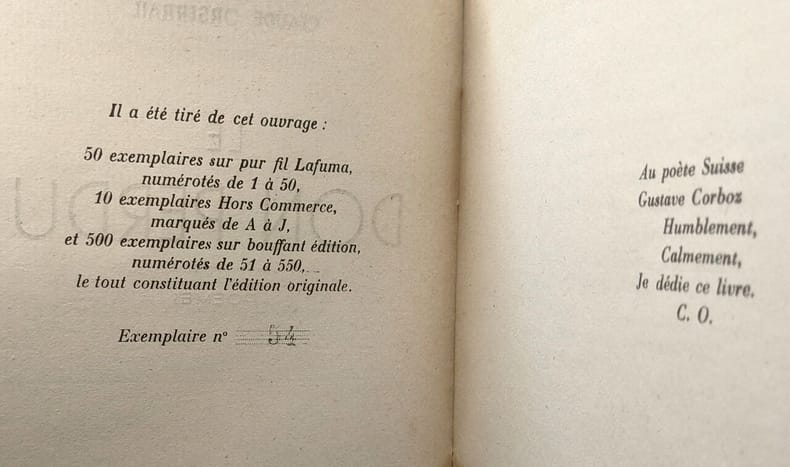 Il a été tiré de cet ouvrage :
50 exemplaires sur pur fil Lafuma,
numérotés de 1 à 50,
10 exemplaires Hors Commerce,
marqués de A à J,
et 500 exemplaires sur bouffant édition,
numérotés de 51 à 550,
le tout constituant l'édition originale.
Exemplaire n° 54
Au poète Suisse
Gustave Corboz
Humblement,
Calmement,
Je dédie ce livre.
C. O.